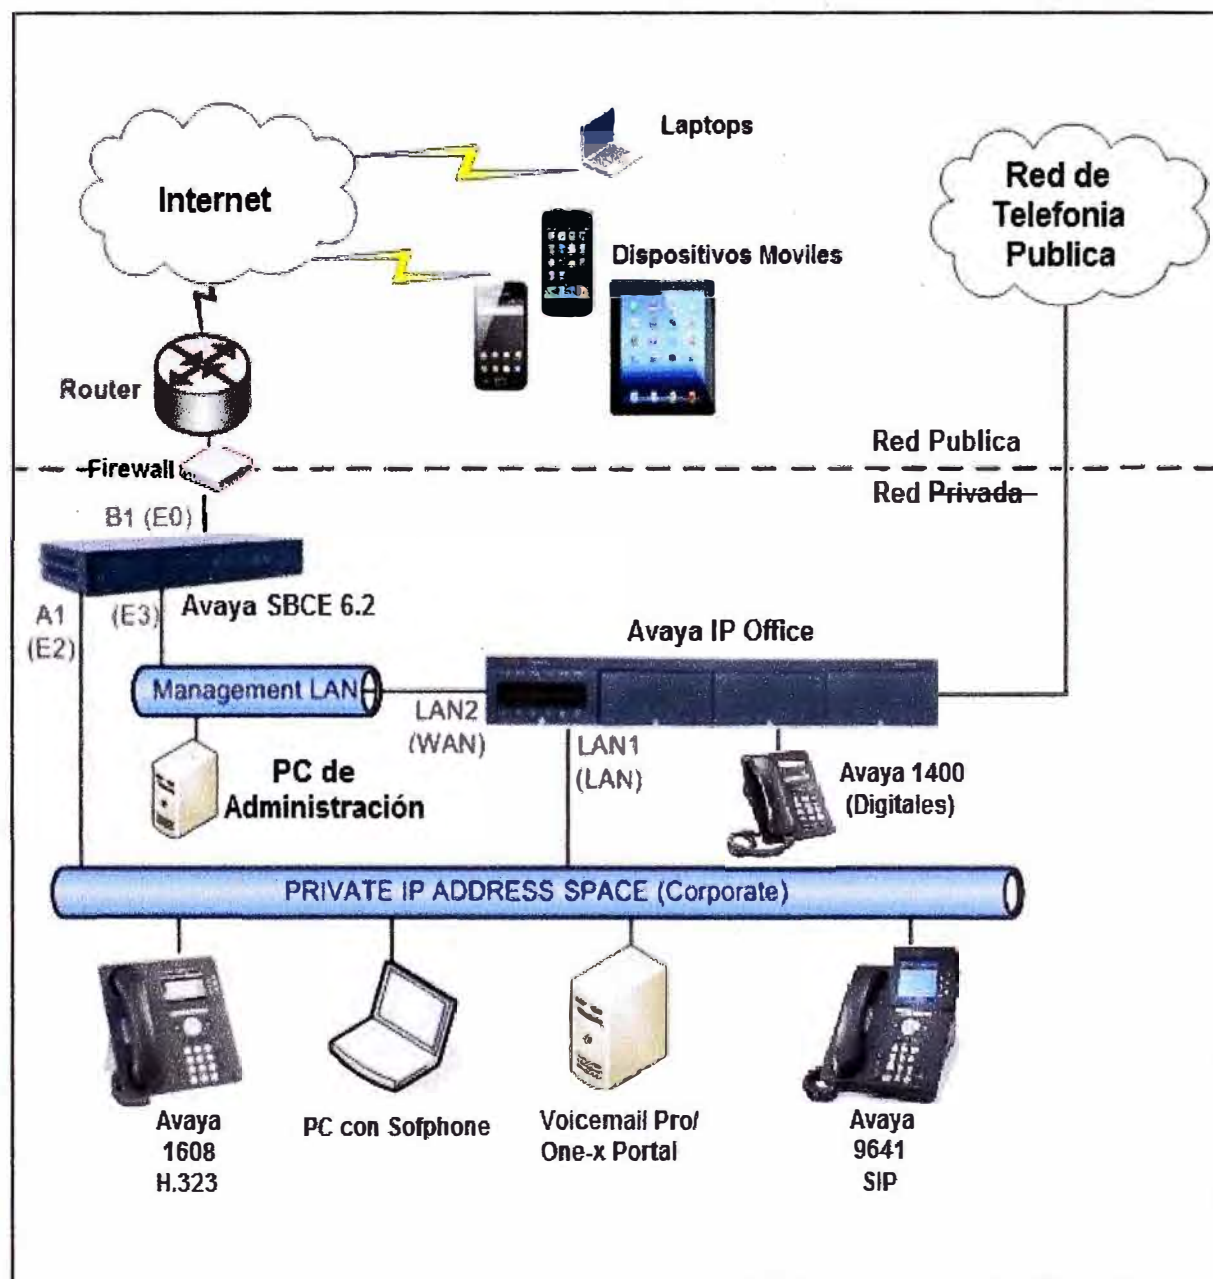 Laptops
Internet
Red de
Telefonia
Publica
Dispositivos Moviles
Router
Red Publica
Firewall
Red Privada
B1 (E0)
A1
(E2)
(E3)
Avaya SBCE 6.2
Avaya IP Office
Management LAN
LAN2
(WAN)
LAN1
(LAN)
PC de
Administración
Avaya 1400
(Digitales)
PRIVATE IP ADDRESS SPACE (Corporate)
Avaya
1608
H.323
PC con Sofphone
Voicemail Pro/
One-x Portal
Avaya
9641
SIP